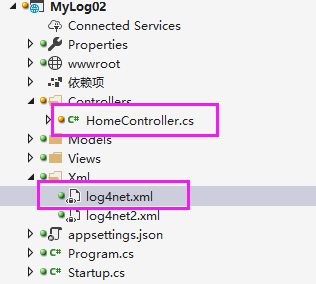 MyLog02
Connected Services
Properties
wwwroot
依赖项
Controllers
HomeController.cs
Models
Views
Xml
log4net.xml
log4net2.xml
appsettings.json
Program.cs
Startup.cs